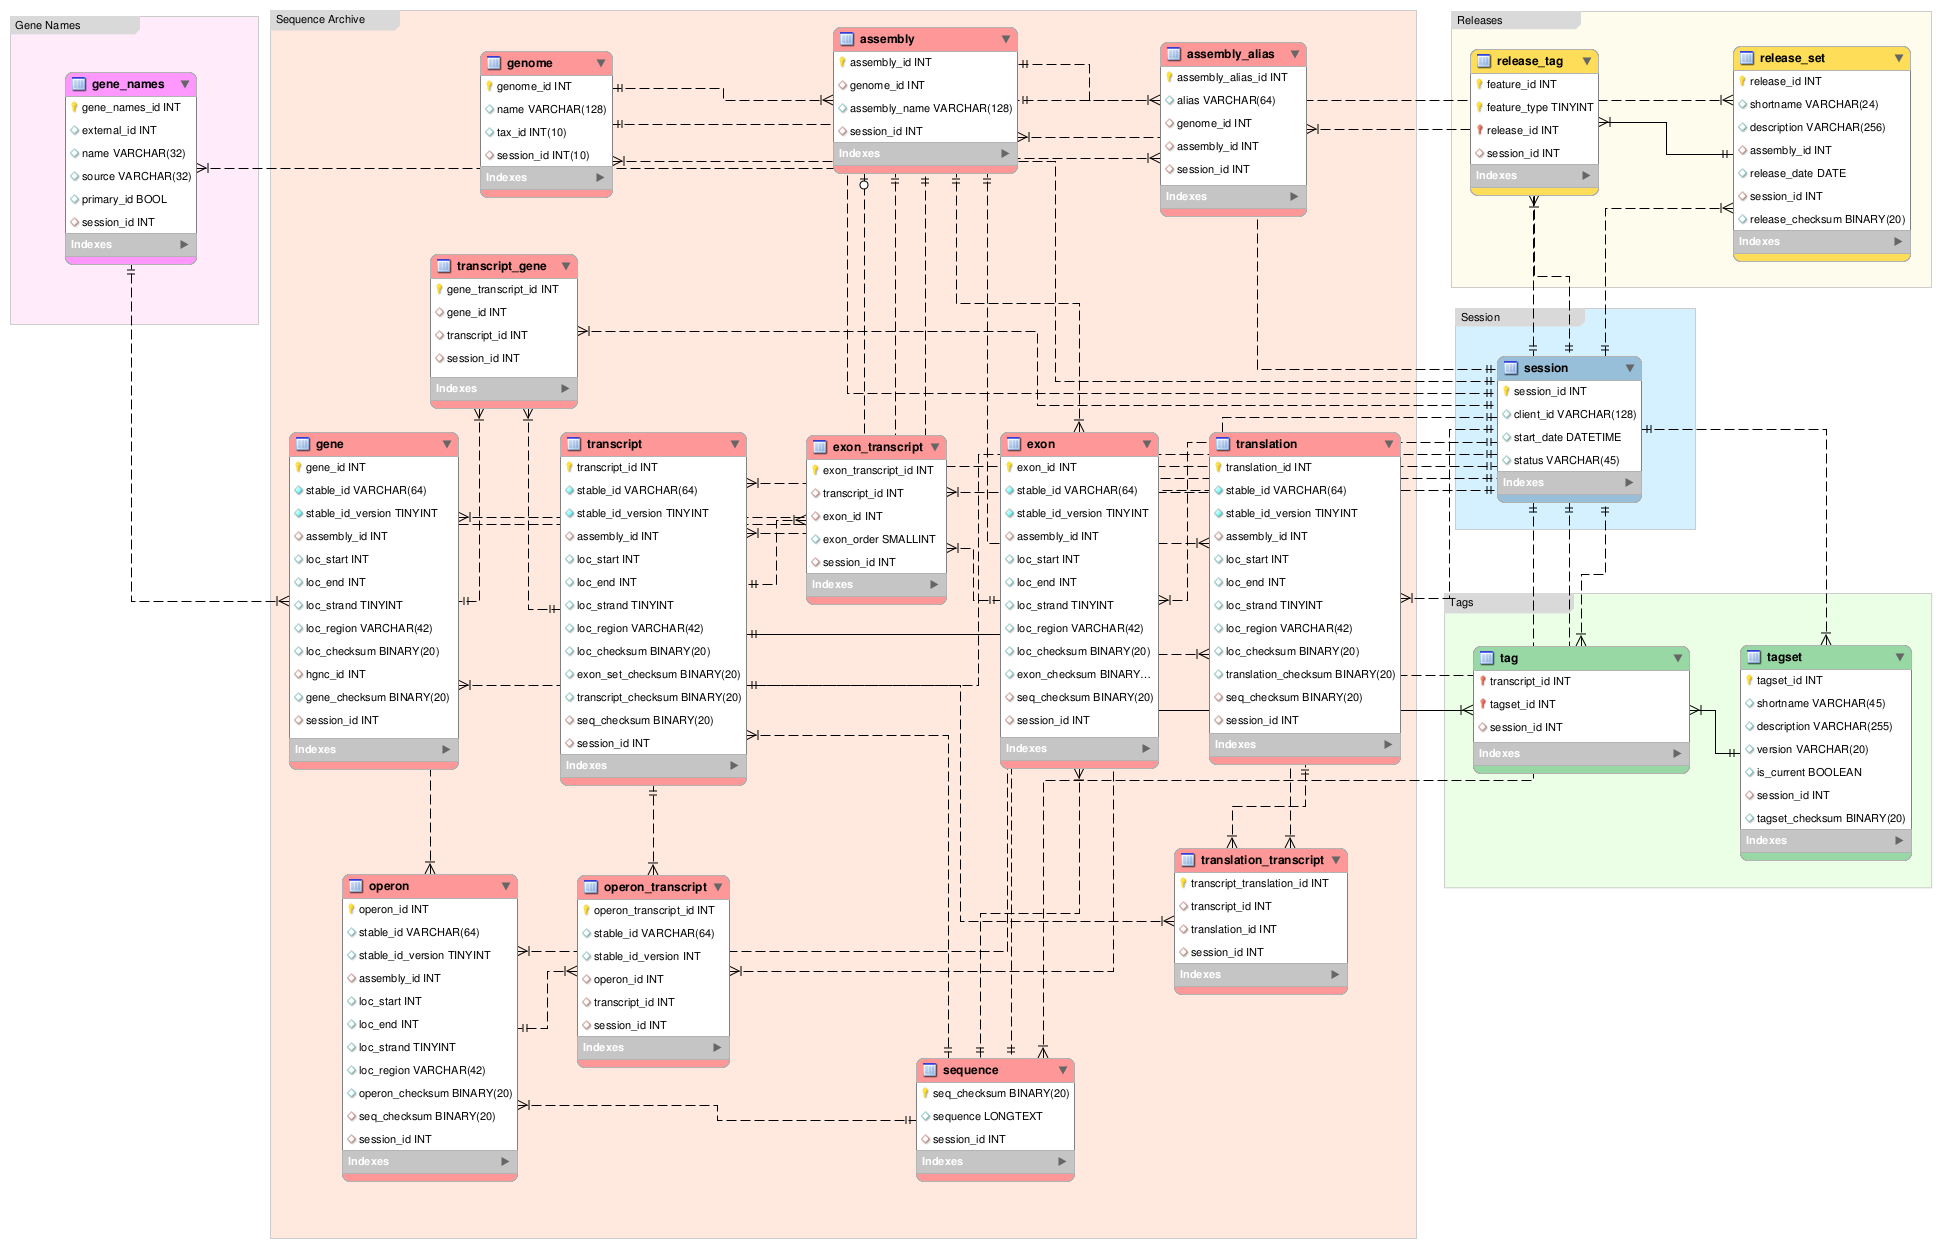 Gene Names
gene_names
gene_names_id INT
external_id INT
name VARCHAR(32)
source VARCHAR(32)
primary_id BOOL
session_id INT
Indexes
Sequence Archive
genome
genome_id INT
name VARCHAR(128)
tax_id INT(10)
session_id INT(10)
Indexes
assembly
assembly_id INT
genome_id INT
assembly_name VARCHAR(128)
session_id INT
Indexes
assembly_alias
assembly_alias_id INT
alias VARCHAR(64)
genome_id INT
assembly_id INT
session_id INT
Indexes
transcript_gene
gene_transcript_id INT
gene_id INT
transcript_id INT
session_id INT
Indexes
gene
gene_id INT
stable_id VARCHAR(64)
stable_id_version TINYINT
assembly_id INT
loc_start INT
loc_end INT
loc_strand TINYINT
loc_region VARCHAR(42)
loc_checksum BINARY(20)
hgnc_id INT
gene_checksum BINARY(20)
session_id INT
Indexes
transcript
transcript_id INT
stable_id VARCHAR(64)
stable_id_version TINYINT
assembly_id INT
loc_start INT
loc_end INT
loc_strand TINYINT
loc_region VARCHAR(42)
loc_checksum BINARY(20)
exon_set_checksum BINARY(20)
transcript_checksum BINARY(20)
seq_checksum BINARY(20)
session_id INT
Indexes
exon_transcript
exon_transcript_id INT
transcript_id INT
exon_id INT
exon_order SMALLINT
session_id INT
Indexes
exon
exon_id INT
stable_id VARCHAR(64)
stable_id_version TINYINT
assembly_id INT
loc_start INT
loc_end INT
loc_strand TINYINT
loc_region VARCHAR(42)
loc_checksum BINARY(20)
exon_checksum BINARY...
seq_checksum BINARY(20)
session_id INT
Indexes
translation
translation_id INT
stable_id VARCHAR(64)
stable_id_version TINYINT
assembly_id INT
loc_start INT
loc_end INT
loc_strand TINYINT
loc_region VARCHAR(42)
loc_checksum BINARY(20)
translation_checksum BINARY(20)
seq_checksum BINARY(20)
session_id INT
Indexes
operon
operon_id INT
stable_id VARCHAR(64)
stable_id_version TINYINT
assembly_id INT
loc_start INT
loc_end INT
loc_strand TINYINT
loc_region VARCHAR(42)
operon_checksum BINARY(20)
seq_checksum BINARY(20)
session_id INT
Indexes
operon_transcript
operon_transcript_id INT
stable_id VARCHAR(64)
stable_id_version INT
operon_id INT
transcript_id INT
session_id INT
Indexes
translation_transcript
transcript_translation_id INT
transcript_id INT
translation_id INT
session_id INT
Indexes
sequence
seq_checksum BINARY(20)
sequence LONGTEXT
session_id INT
Indexes
Releases
release_tag
feature_id INT
feature_type TINYINT
release_id INT
session_id INT
Indexes
release_set
release_id INT
shortname VARCHAR(24)
description VARCHAR(256)
assembly_id INT
release_date DATE
session_id INT
release_checksum BINARY(20)
Indexes
Session
session
session_id INT
client_id VARCHAR(128)
start_date DATETIME
status VARCHAR(45)
Indexes
Tags
tag
transcript_id INT
tagset_id INT
session_id INT
Indexes
tagset
tagset_id INT
shortname VARCHAR(45)
description VARCHAR(255)
version VARCHAR(20)
is_current BOOLEAN
session_id INT
tagset_checksum BINARY(20)
Indexes